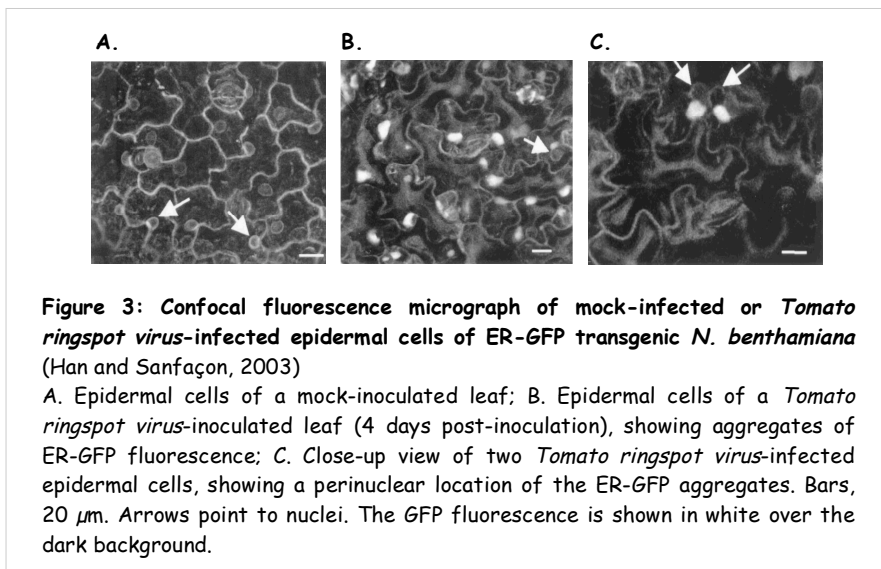 A. B. C.
Figure 3: Confocal fluorescence micrograph of mock-infected or Tomato
ringspot virus-infected epidermal cells of ER-GFP transgenic N. benthamiana
(Han and Sanfaçon, 2003)
A. Epidermal cells of a mock-inoculated leaf; B. Epidermal cells of a Tomato
ringspot virus-inoculated leaf (4 days post-inoculation), showing aggregates of
ER-GFP fluorescence; C. Close-up view of two Tomato ringspot virus-infected
epidermal cells, showing a perinuclear location of the ER-GFP aggregates. Bars,
20 µm. Arrows point to nuclei. The GFP fluorescence is shown in white over the
dark background.